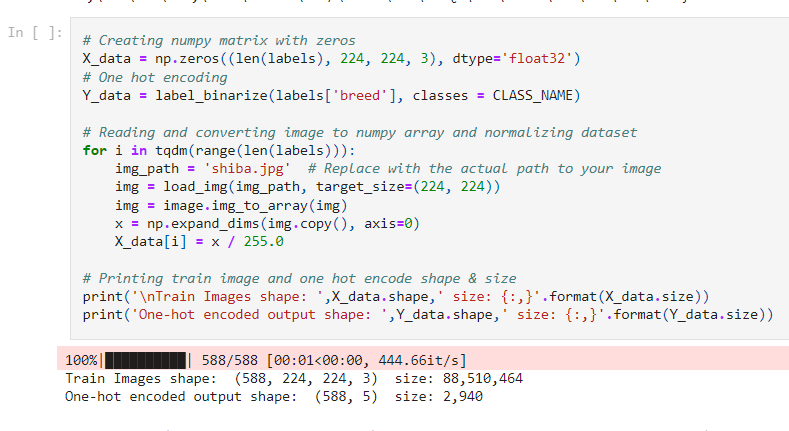 In [ ]:
# Creating numpy matrix with zeros
X_data = np.zeros((len(labels), 224, 224, 3), dtype='float32')
# One hot encoding
Y_data = label_binarize(labels['breed'], classes = CLASS_NAME)
# Reading and converting image to numpy array and normalizing dataset
for i in tqdm(range(len(labels))):
    img_path = 'shiba.jpg'  # Replace with the actual path to your image
    img = load_img(img_path, target_size=(224, 224))
    img = image.img_to_array(img)
    x = np.expand_dims(img.copy(), axis=0)
    X_data[i] = x / 255.0
# Printing train image and one hot encode shape & size
print('\nTrain Images shape: ',X_data.shape,' size: {:,}'.format(X_data.size))
print('One-hot encoded output shape: ',Y_data.shape,' size: {:,}'.format(Y_data.size))
100%|██████████| 588/588 [00:01<00:00, 444.66it/s]
Train Images shape:  (588, 224, 224, 3)  size: 88,510,464
One-hot encoded output shape:  (588, 5)  size: 2,940